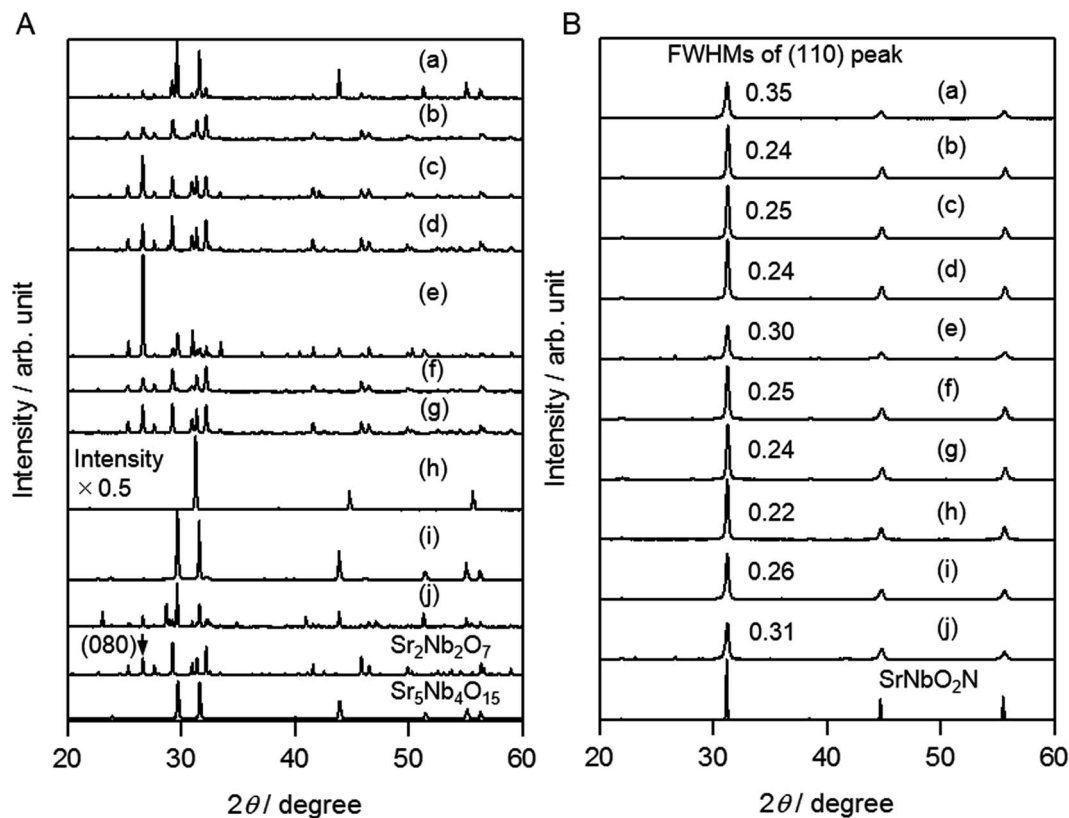 A
(a)
(b)
(c)
(d)
(e)
(f)
(g)
Intensity
× 0.5
(h)
(i)
(j)
(080)
Sr2Nb2O7
Sr5Nb4O15
20 30 40 50 60
2θ / degree
Intensity / arb. unit
B
FWHMs of (110) peak
0.35 (a)
0.24 (b)
0.25 (c)
0.24 (d)
0.30 (e)
0.25 (f)
0.24 (g)
0.22 (h)
0.26 (i)
0.31 (j)
SrNbO2N
20 30 40 50 60
2θ / degree
Intensity / arb. unit